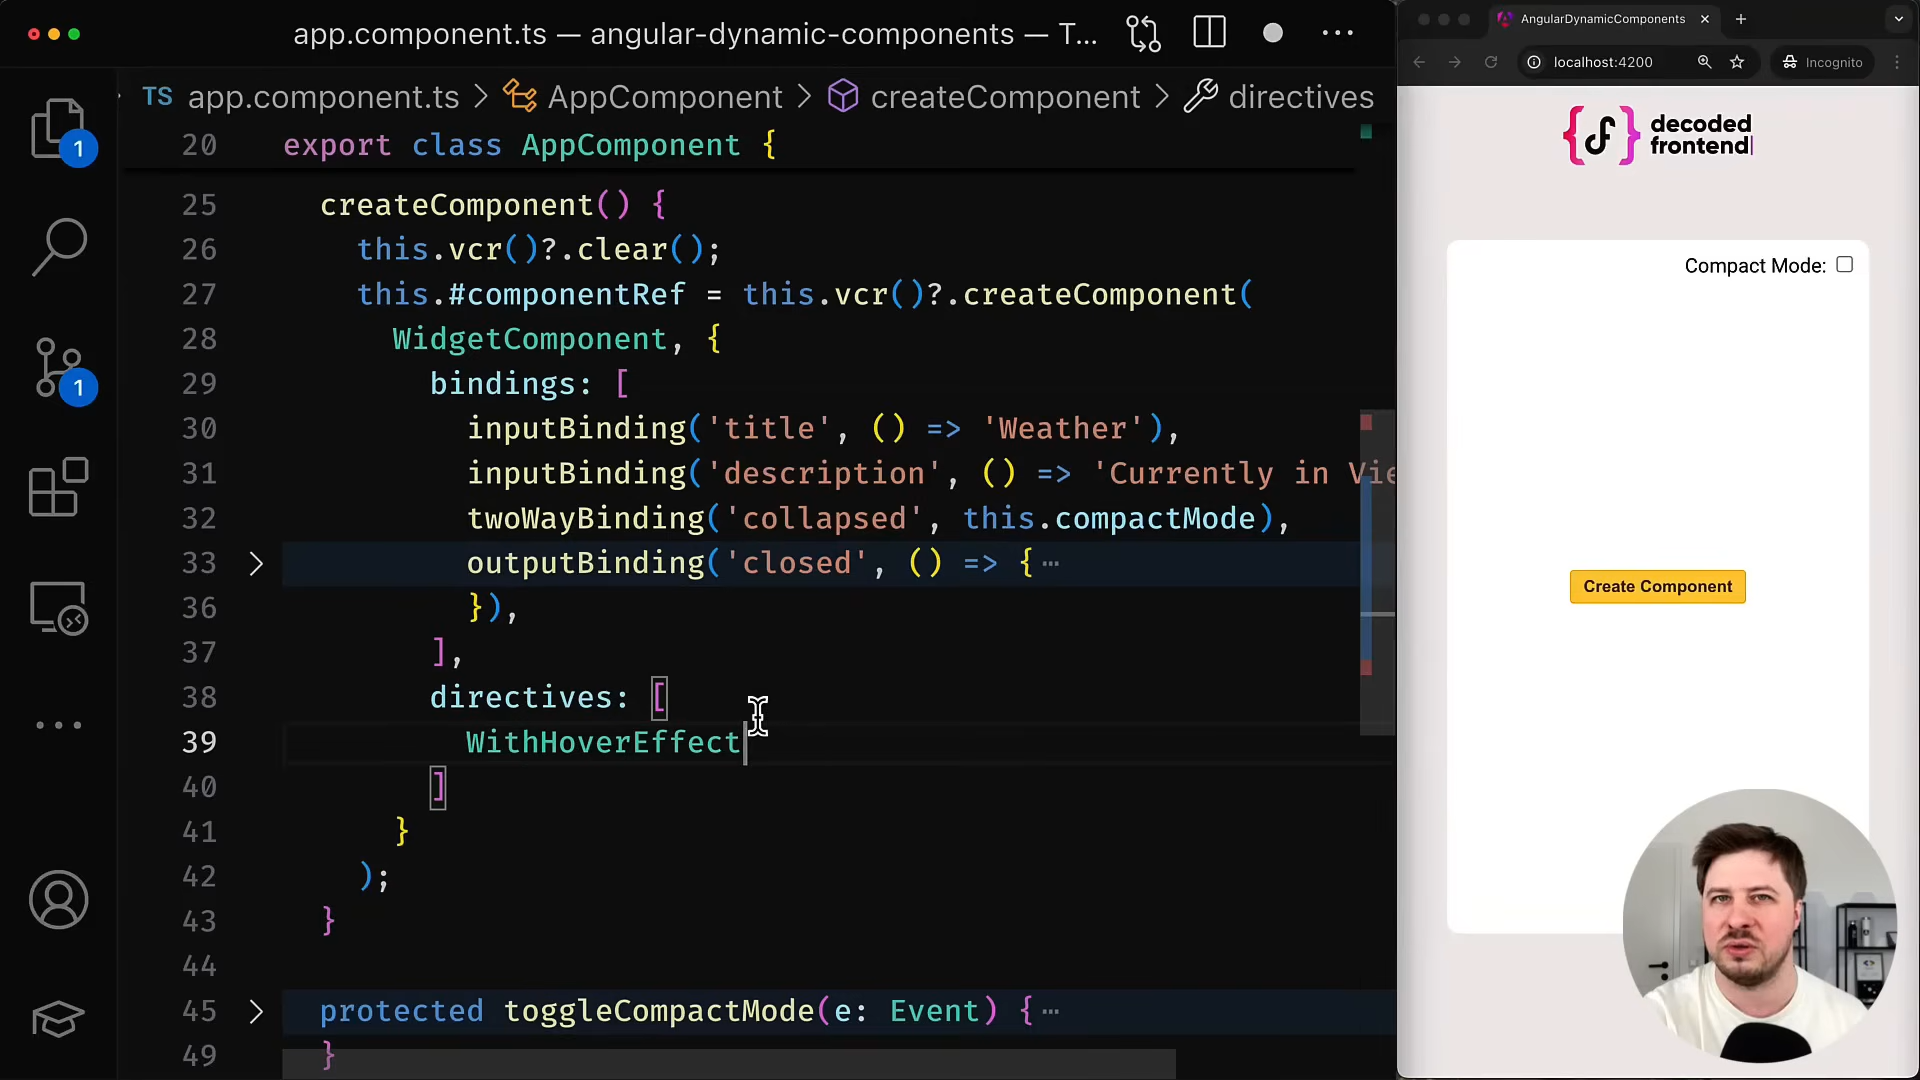 app.component.ts — angular-dynamic-components — T...
TS app.component.ts > AppComponent > createComponent > directives
20 export class AppComponent {
25 createComponent() {
26 this.vcr()?.clear();
27 this.#componentRef = this.vcr()?.createComponent(
28 WidgetComponent, {
29 bindings: [
30 inputBinding('title', () => 'Weather'),
31 inputBinding('description', () => 'Currently in Vie
32 twoWayBinding('collapsed', this.compactMode),
33 outputBinding('closed', () => { ⋯
36 }),
37 ],
38 directives: [
39 WithHoverEffect
40 ]
41 }
42 );
43 }
44
45 protected toggleCompactMode(e: Event) { ⋯
49 }
1
1
AngularDynamicComponents
localhost:4200
Incognito
decoded
frontend
Compact Mode:
Create Component